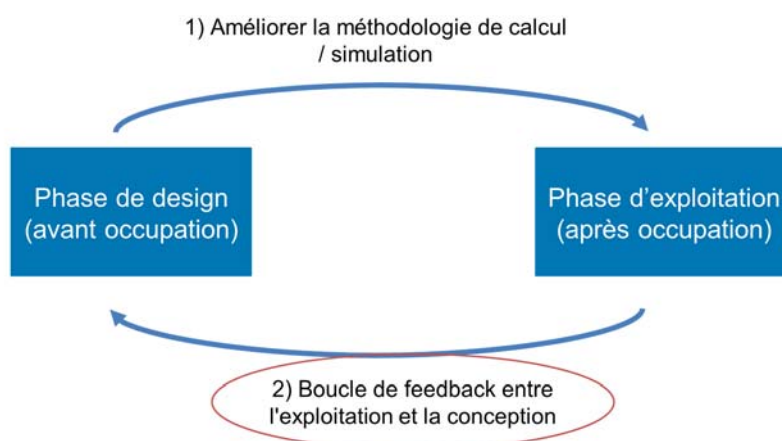 1) Améliorer la méthodologie de calcul
/ simulation
Phase de design
(avant occupation)
Phase d'exploitation
(après occupation)
2) Boucle de feedback entre
l'exploitation et la conception